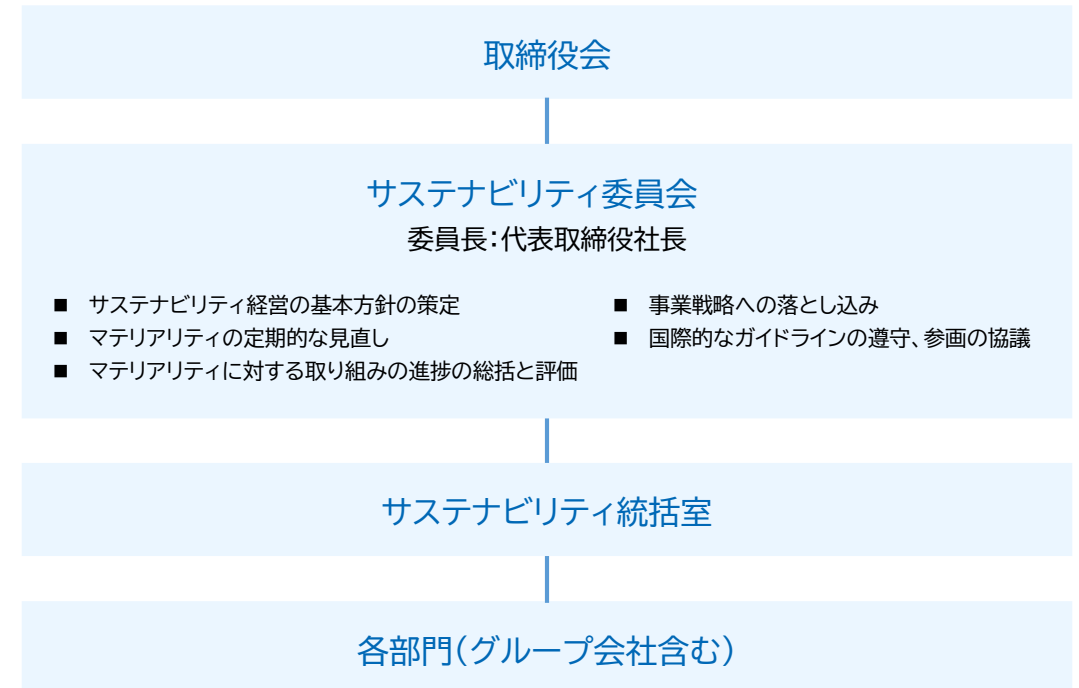 取締役会
サステナビリティ委員会
委員長：代表取締役社長
■ サステナビリティ経営の基本方針の策定
■ マテリアリティの定期的な見直し
■ マテリアリティに対する取り組みの進捗の総括と評価
■ 事業戦略への落とし込み
■ 国際的なガイドラインの遵守、参画の協議
サステナビリティ統括室
各部門（グループ会社含む）